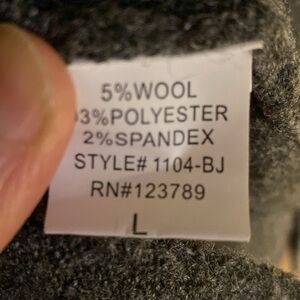 5%WOOL
3%POLYESTER
2%SPANDEX
STYLE# 1104-BJ
RN#123789
L